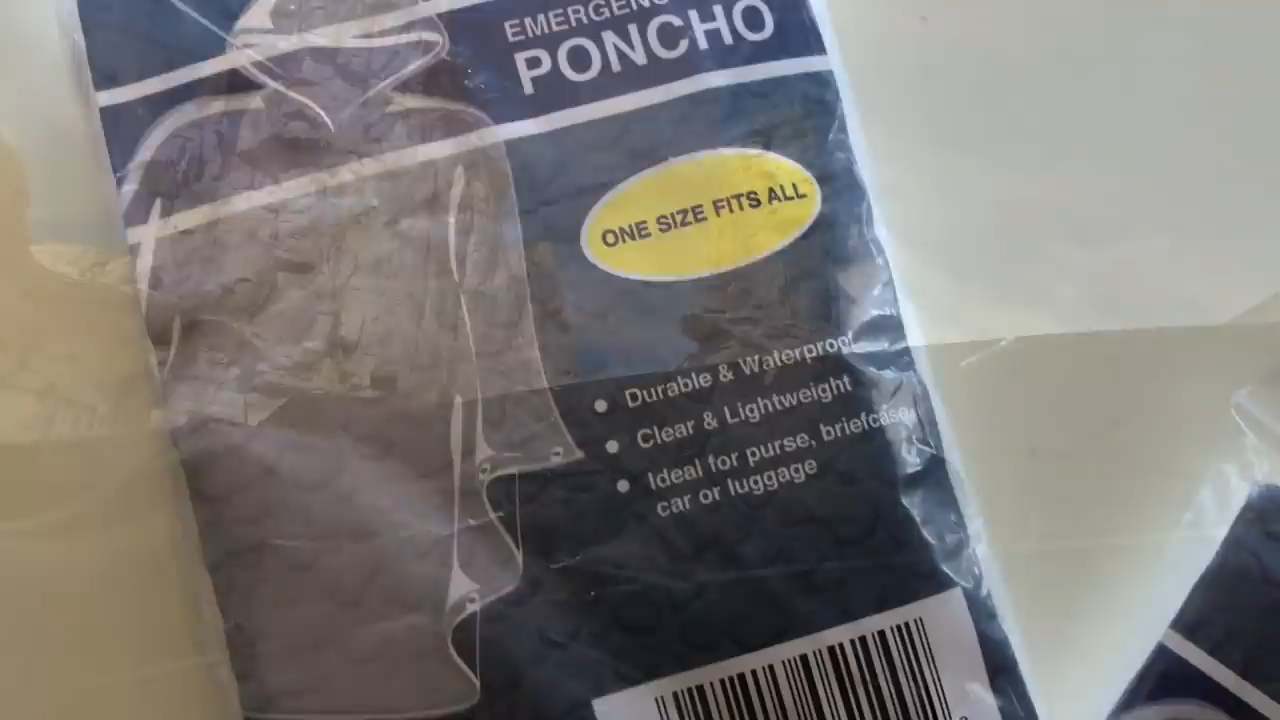 EMERGENC
PONCHO
ONE SIZE FITS ALL
Durable & Waterproof
Clear & Lightweight
Ideal for purse, briefcase,
car or luggage